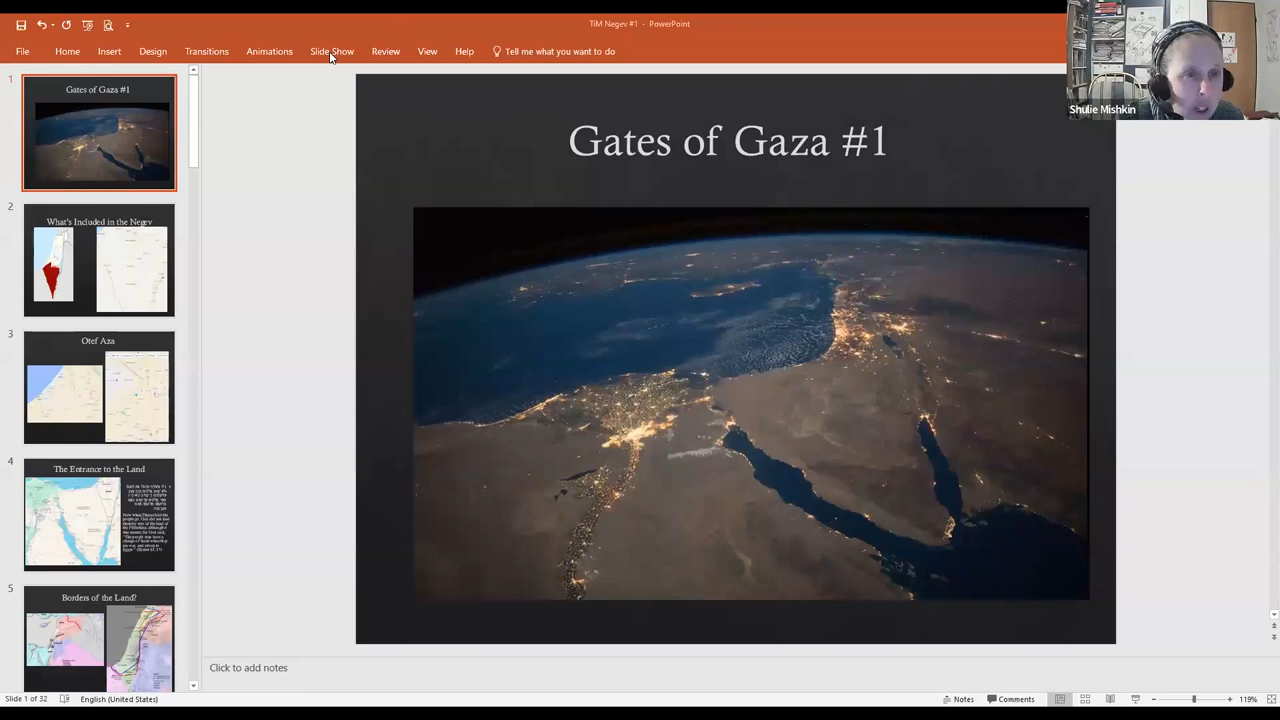 TiM Negev #1 - PowerPoint
File Home Insert Design Transitions Animations Slide Show Review View Help Tell me what you want to do
Shulie Mishkin
1
Gates of Gaza #1
2
What's Included in the Negev
3
Otef Aza
4
The Entrance to the Land
5
Borders of the Land?
Gates of Gaza #1
Click to add notes
Slide 1 of 32 English (United States) Notes Comments 119%